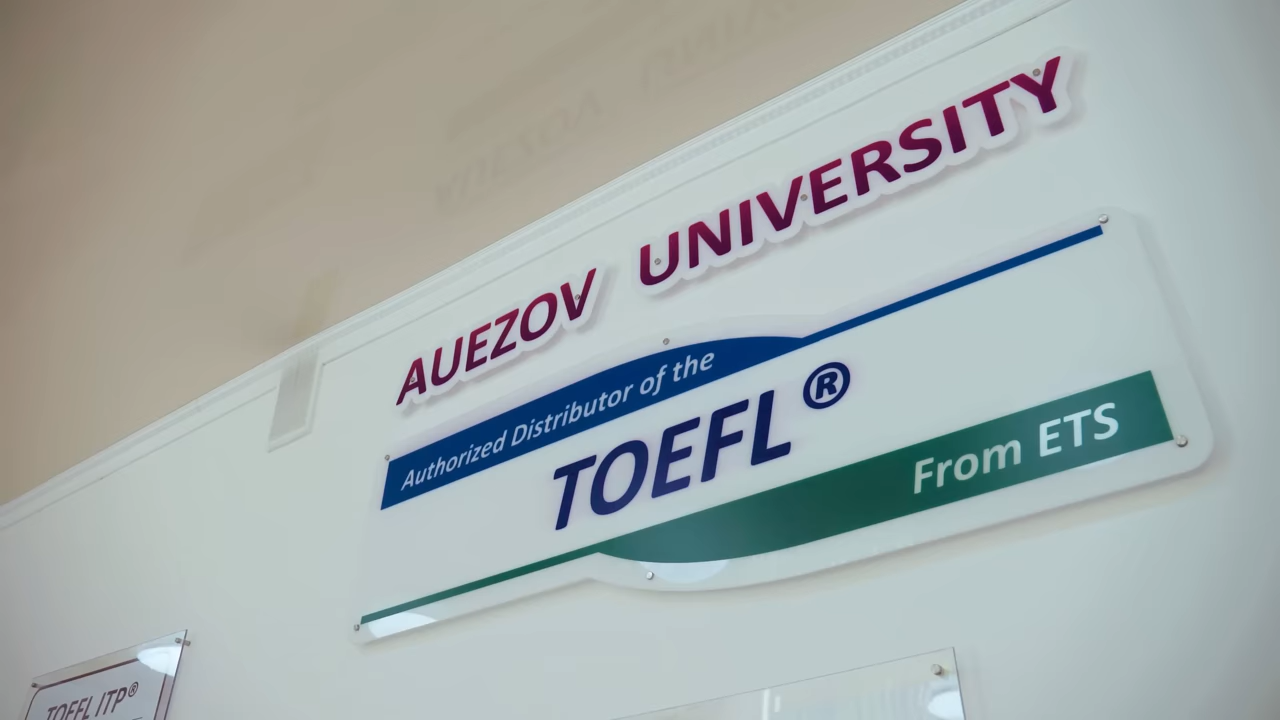 AUEZOV UNIVERSITY
Authorized Distributor of the
TOEFL®
From ETS
TOEFL ITP®